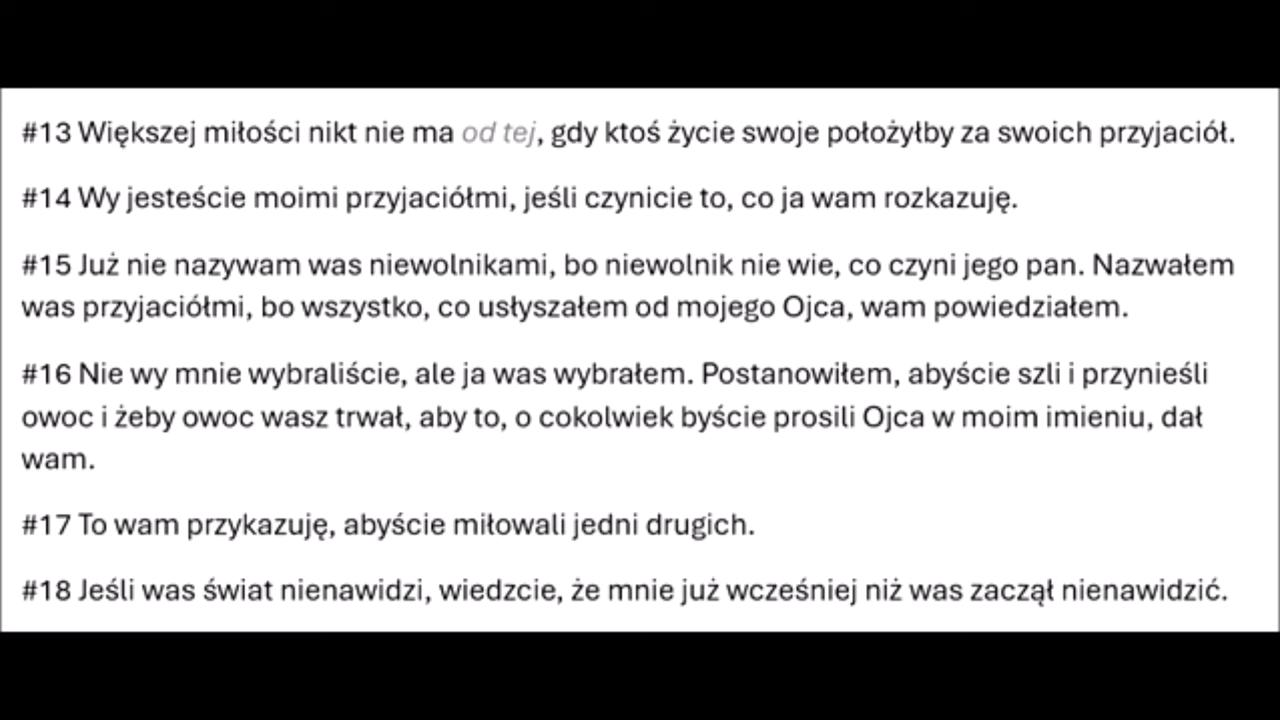 #13 Większej miłości nikt nie ma od tej, gdy ktoś życie swoje położyłby za swoich przyjaciół.
#14 Wy jesteście moimi przyjaciółmi, jeśli czynicie to, co ja wam rozkazuję.
#15 Już nie nazywam was niewolnikami, bo niewolnik nie wie, co czyni jego pan. Nazwałem
was przyjaciółmi, bo wszystko, co usłyszałem od mojego Ojca, wam powiedziałem.
#16 Nie wy mnie wybraliście, ale ja was wybrałem. Postanowiłem, abyście szli i przynieśli
owoc i żeby owoc wasz trwał, aby to, o cokolwiek byście prosili Ojca w moim imieniu, dał
wam.
#17 To wam przykazuję, abyście miłowali jedni drugich.
#18 Jeśli was świat nienawidzi, wiedzcie, że mnie już wcześniej niż was zaczął nienawidzić.